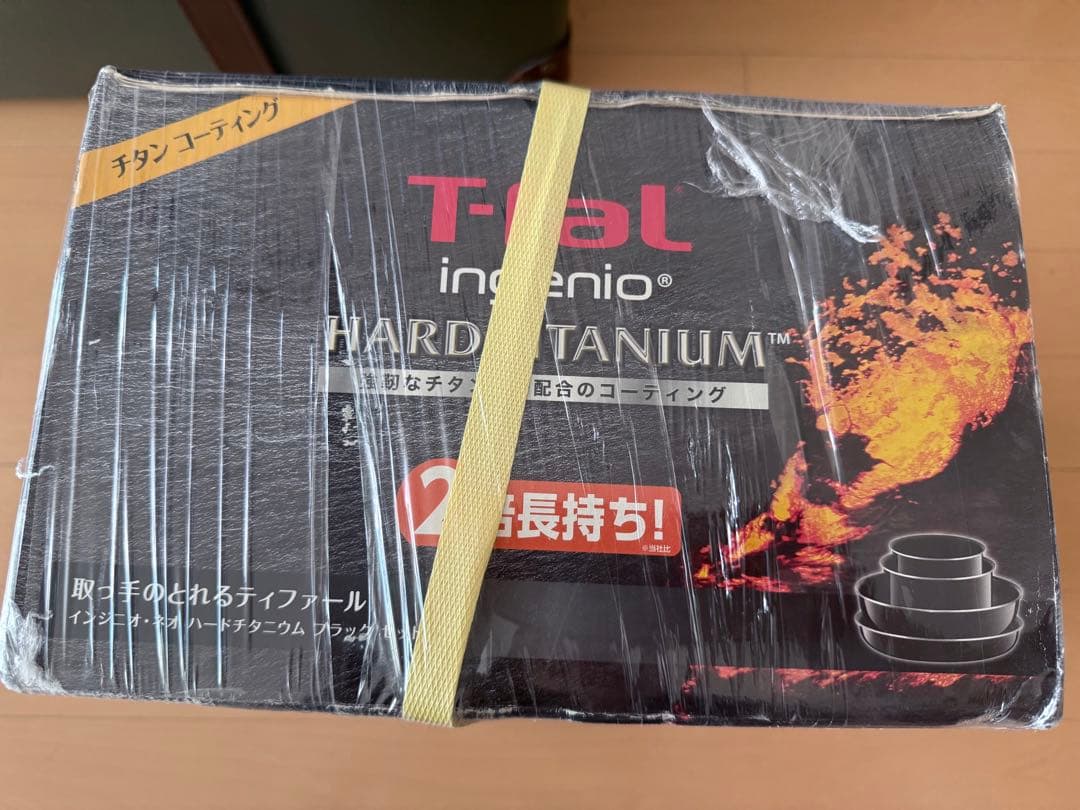 チタン コーティング
T-fal
ingenio®
HARD TITANIUM™
強靭なチタン 配合のコーティング
2倍長持ち!
※当社比
取っ手のとれるティファール
インジニオ・ネオ ハードチタニウム ブラック セット